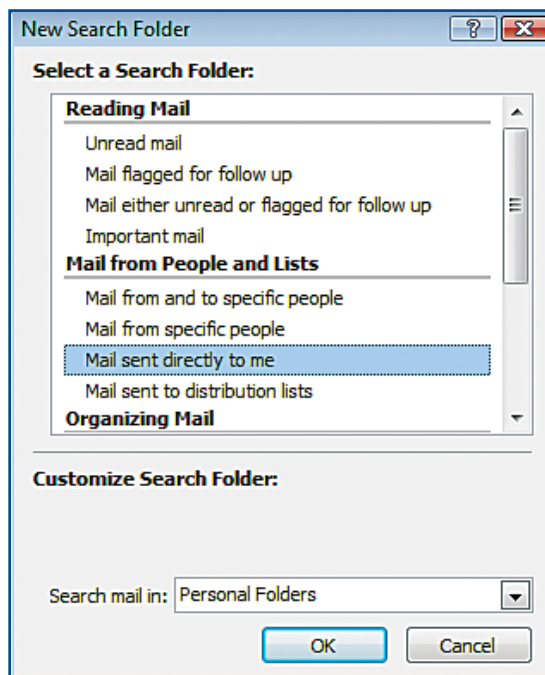 New Search Folder
Select a Search Folder:
Reading Mail
Unread mail
Mail flagged for follow up
Mail either unread or flagged for follow up
Important mail
Mail from People and Lists
Mail from and to specific people
Mail from specific people
Mail sent directly to me
Mail sent to distribution lists
Organizing Mail
Customize Search Folder:
Search mail in: Personal Folders
OK Cancel